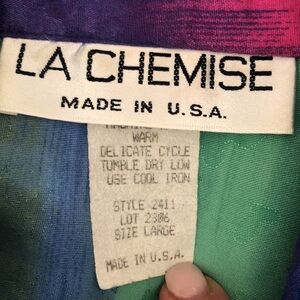 LA CHEMISE
MADE IN U.S.A.
MACHINE
WARM
DELICATE CYCLE
TUMBLE DRY LOW
USE COOL IRON
STYLE 2411
LOT 2306
SIZE LARGE
MADE IN U.S.A.